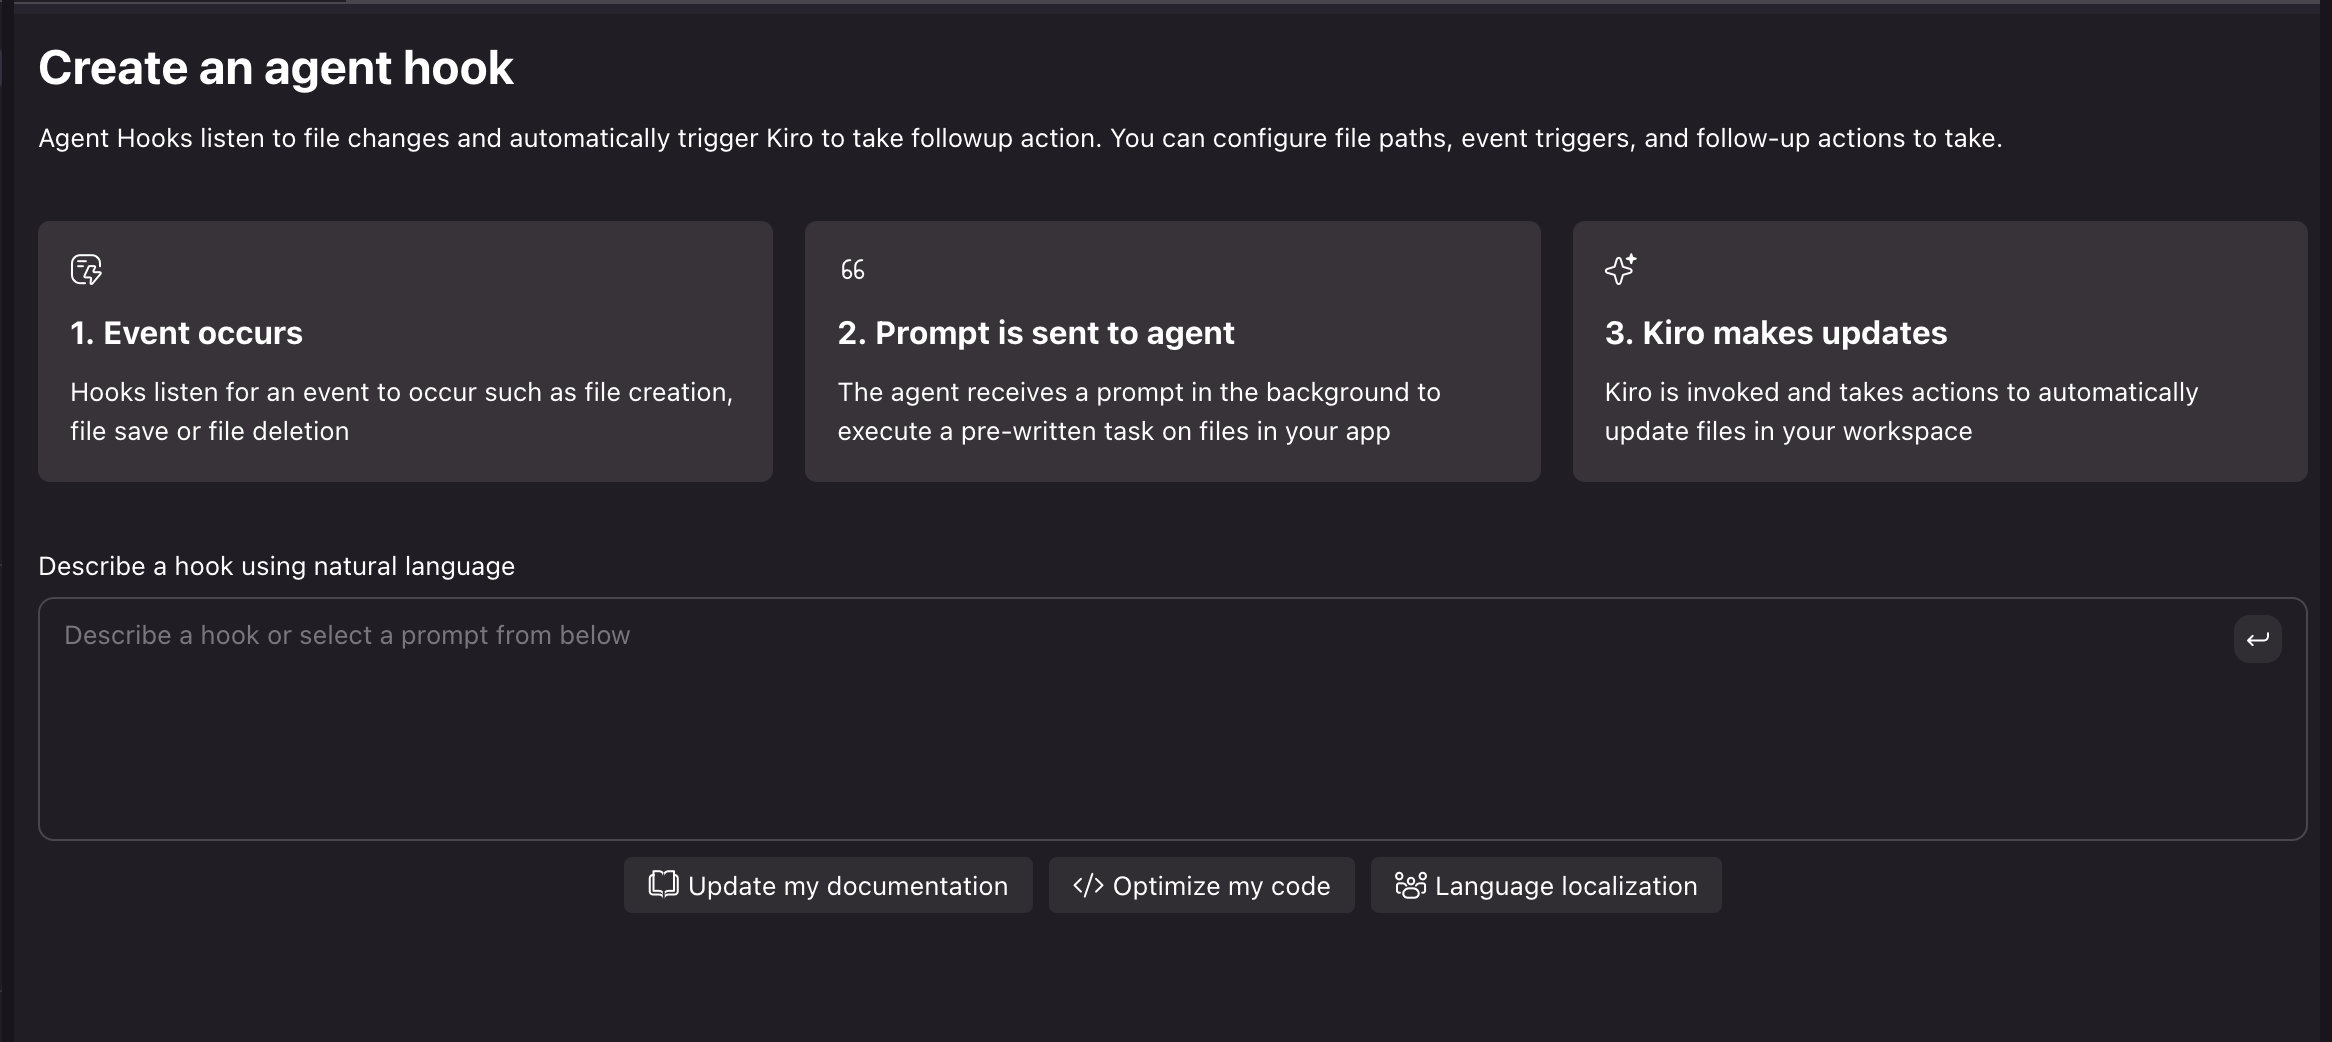 Create an agent hook
Agent Hooks listen to file changes and automatically trigger Kiro to take followup action. You can configure file paths, event triggers, and follow-up actions to take.
1. Event occurs
Hooks listen for an event to occur such as file creation,
file save or file deletion
2. Prompt is sent to agent
The agent receives a prompt in the background to
execute a pre-written task on files in your app
3. Kiro makes updates
Kiro is invoked and takes actions to automatically
update files in your workspace
Describe a hook using natural language
Describe a hook or select a prompt from below
Update my documentation
Optimize my code
Language localization